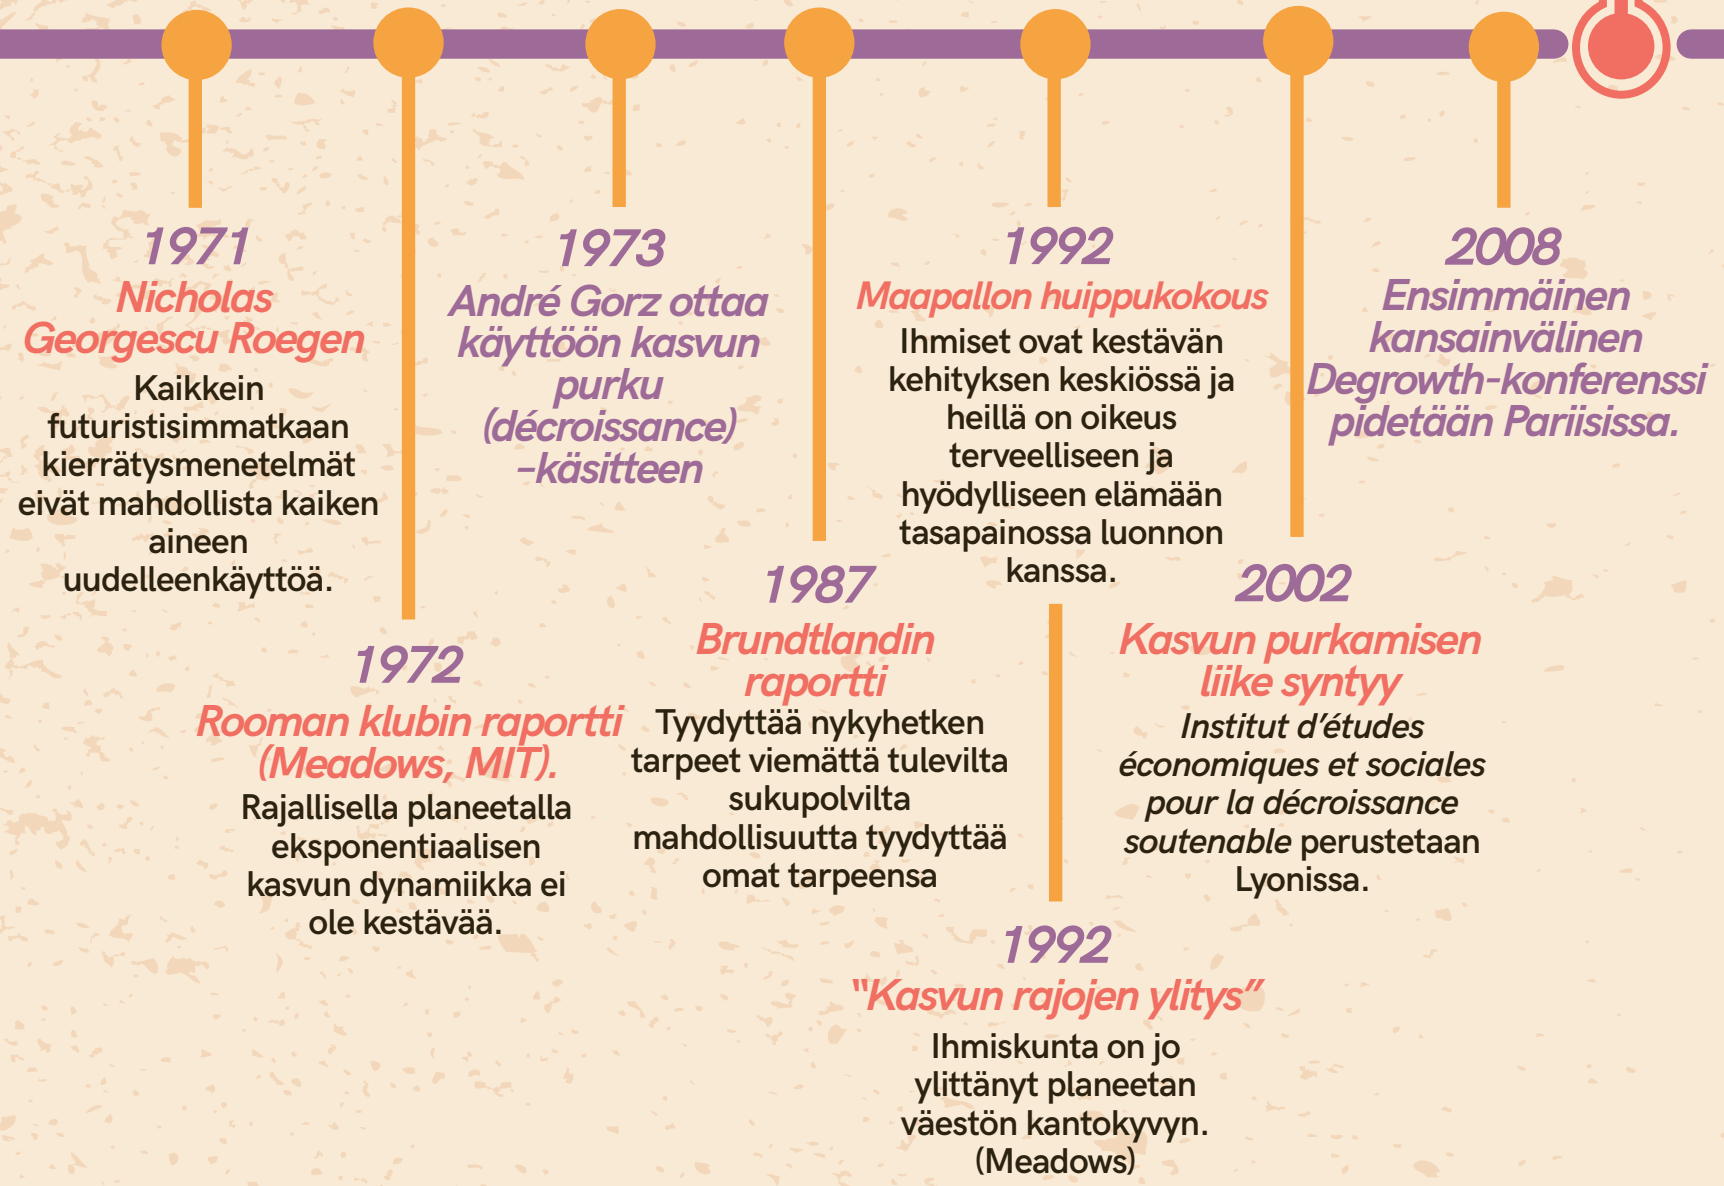 1971
Nicholas
Georgescu Roegen
Kaikkein
futuristisimmatkaan
kierrätysmenetelmät
eivät mahdollista kaiken
aineen
uudelleenkäyttöä.
1972
Rooman klubin raportti
(Meadows, MIT).
Rajallisella planeetalla
eksponentiaalisen
kasvun dynamiikka ei
ole kestävää.
1973
André Gorz ottaa
käyttöön kasvun
purku
(décroissance)
-käsitteen
1987
Brundtlandin
raportti
Tyydyttää nykyhetken
tarpeet viemättä tulevilta
sukupolvilta
mahdollisuutta tyydyttää
omat tarpeensa
1992
Maapallon huippukokous
Ihmiset ovat kestävän
kehityksen keskiössä ja
heillä on oikeus
terveelliseen ja
hyödylliseen elämään
tasapainossa luonnon
kanssa.
1992
“Kasvun rajojen ylitys”
Ihmiskunta on jo
ylittänyt planeetan
väestön kantokyvyn.
(Meadows)
2002
Kasvun purkamisen
liike syntyy
Institut d’études
économiques et sociales
pour la décroissance
soutenable perustetaan
Lyonissa.
2008
Ensimmäinen
kansainvälinen
Degrowth-konferenssi
pidetään Pariisissa.